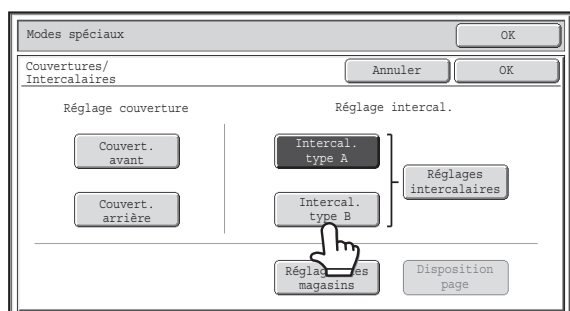 Modes spéciaux
OK
Couvertures/
Intercalaires
Annuler
OK
Réglage couverture
Réglage intercal.
Couvert.
avant
Intercal.
type A
Réglages
intercalaires
Couvert.
arrière
Intercal.
type B
magasins
Disposition
page